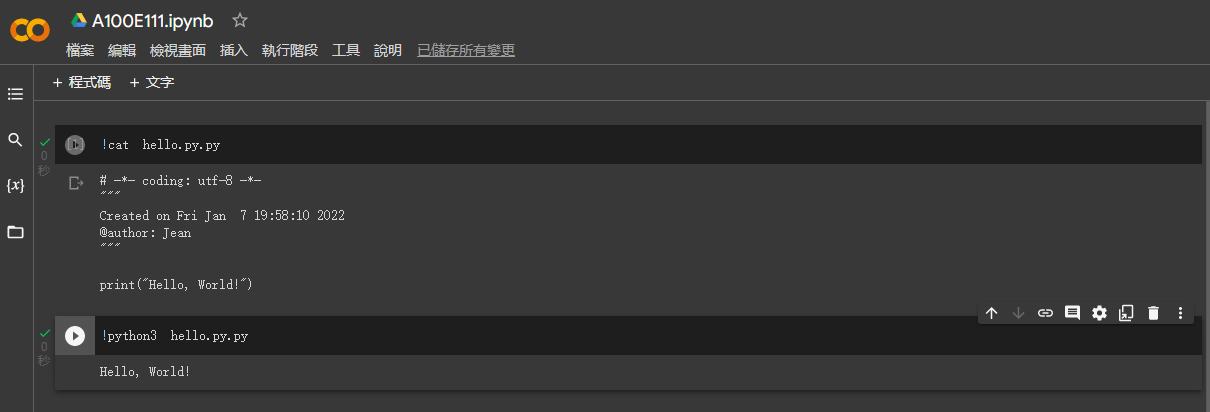 A100E111.ipynb
檔案 編輯 檢視畫面 插入 執行階段 工具 說明 已儲存所有變更
+ 程式碼 + 文字
!cat  hello.py.py
0
秒
{x}
# -*- coding: utf-8 -*-
"""
Created on Fri Jan  7 19:58:10 2022
@author: Jean
"""
print("Hello, World!")
!python3  hello.py.py
0
秒
Hello, World!